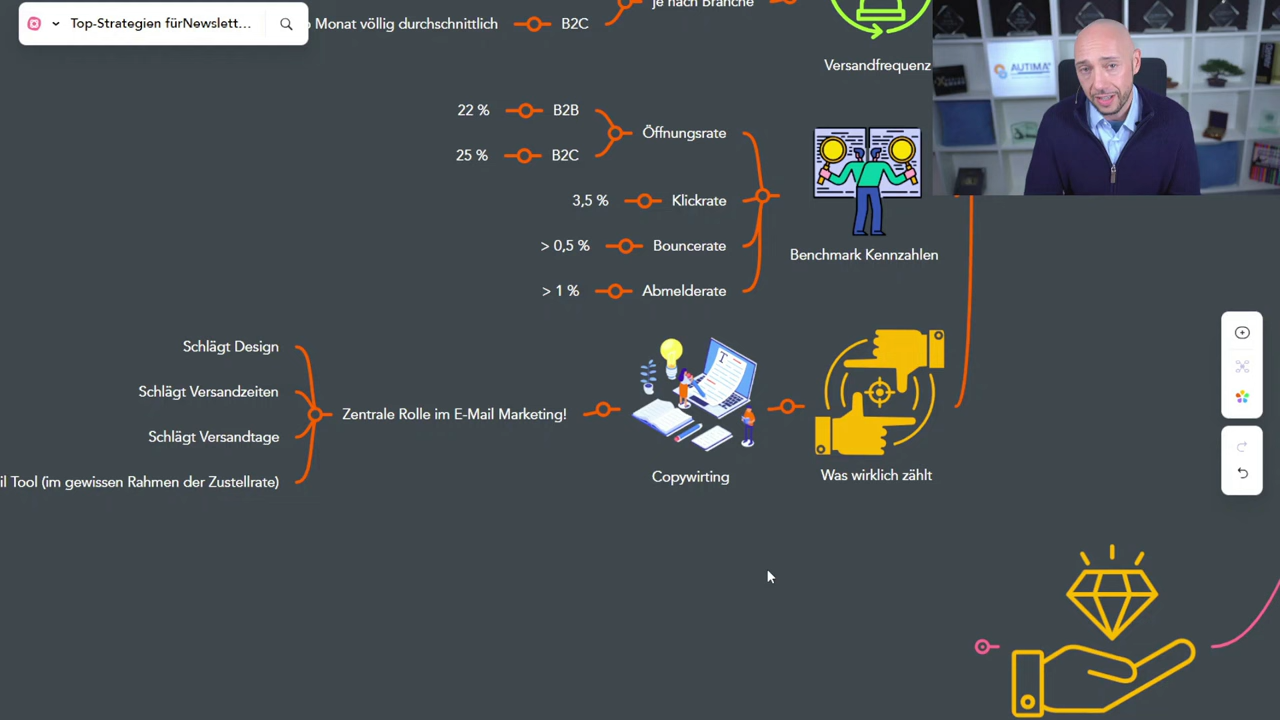 Top-Strategien fürNewslett...
Monat völlig durchschnittlich
B2C
je nach Branche
Versandfrequenz
AUTIMA
22 %
B2B
Öffnungsrate
25 %
B2C
3,5 %
Klickrate
> 0,5 %
Bouncerate
> 1 %
Abmelderate
Benchmark Kennzahlen
Schlägt Design
Schlägt Versandzeiten
Schlägt Versandtage
Tool (im gewissen Rahmen der Zustellrate)
Zentrale Rolle im E-Mail Marketing!
T
Copywirting
Was wirklich zählt